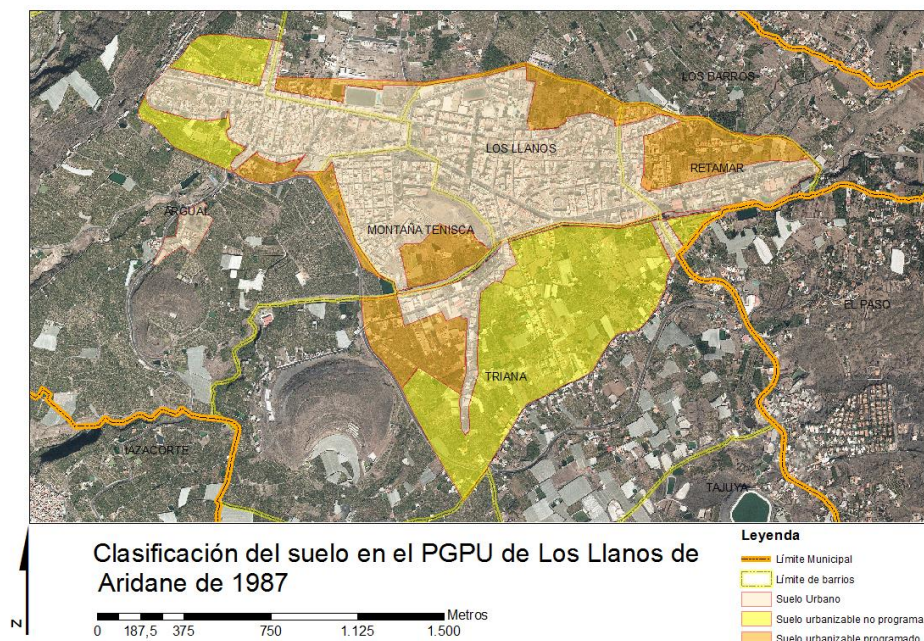 LOS BARROS
LOS LLANOS
RETAMAR
ARGUAL
MONTAÑA TENISCA
EL PASO
TRIANA
TAZACORTE
TAJUYA
Clasificación del suelo en el PGPU de Los Llanos de
Aridane de 1987
Metros
0 187,5 375 750 1.125 1.500
N
Leyenda
Límite Municipal
Límite de barrios
Suelo Urbano
Suelo urbanizable no programa
Suelo urbanizable programado